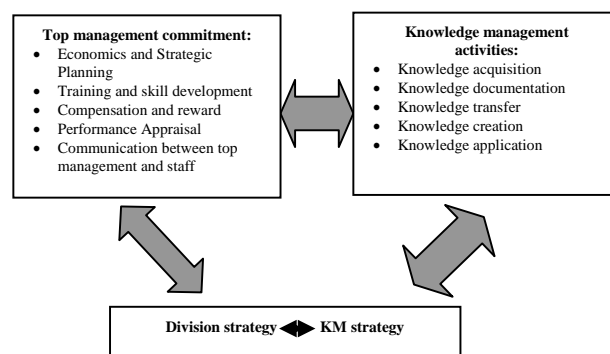 Top management commitment:
• Economics and Strategic
Planning
• Training and skill development
• Compensation and reward
• Performance Appraisal
• Communication between top
management and staff
Knowledge management
activities:
• Knowledge acquisition
• Knowledge documentation
• Knowledge transfer
• Knowledge creation
• Knowledge application
Division strategy KM strategy